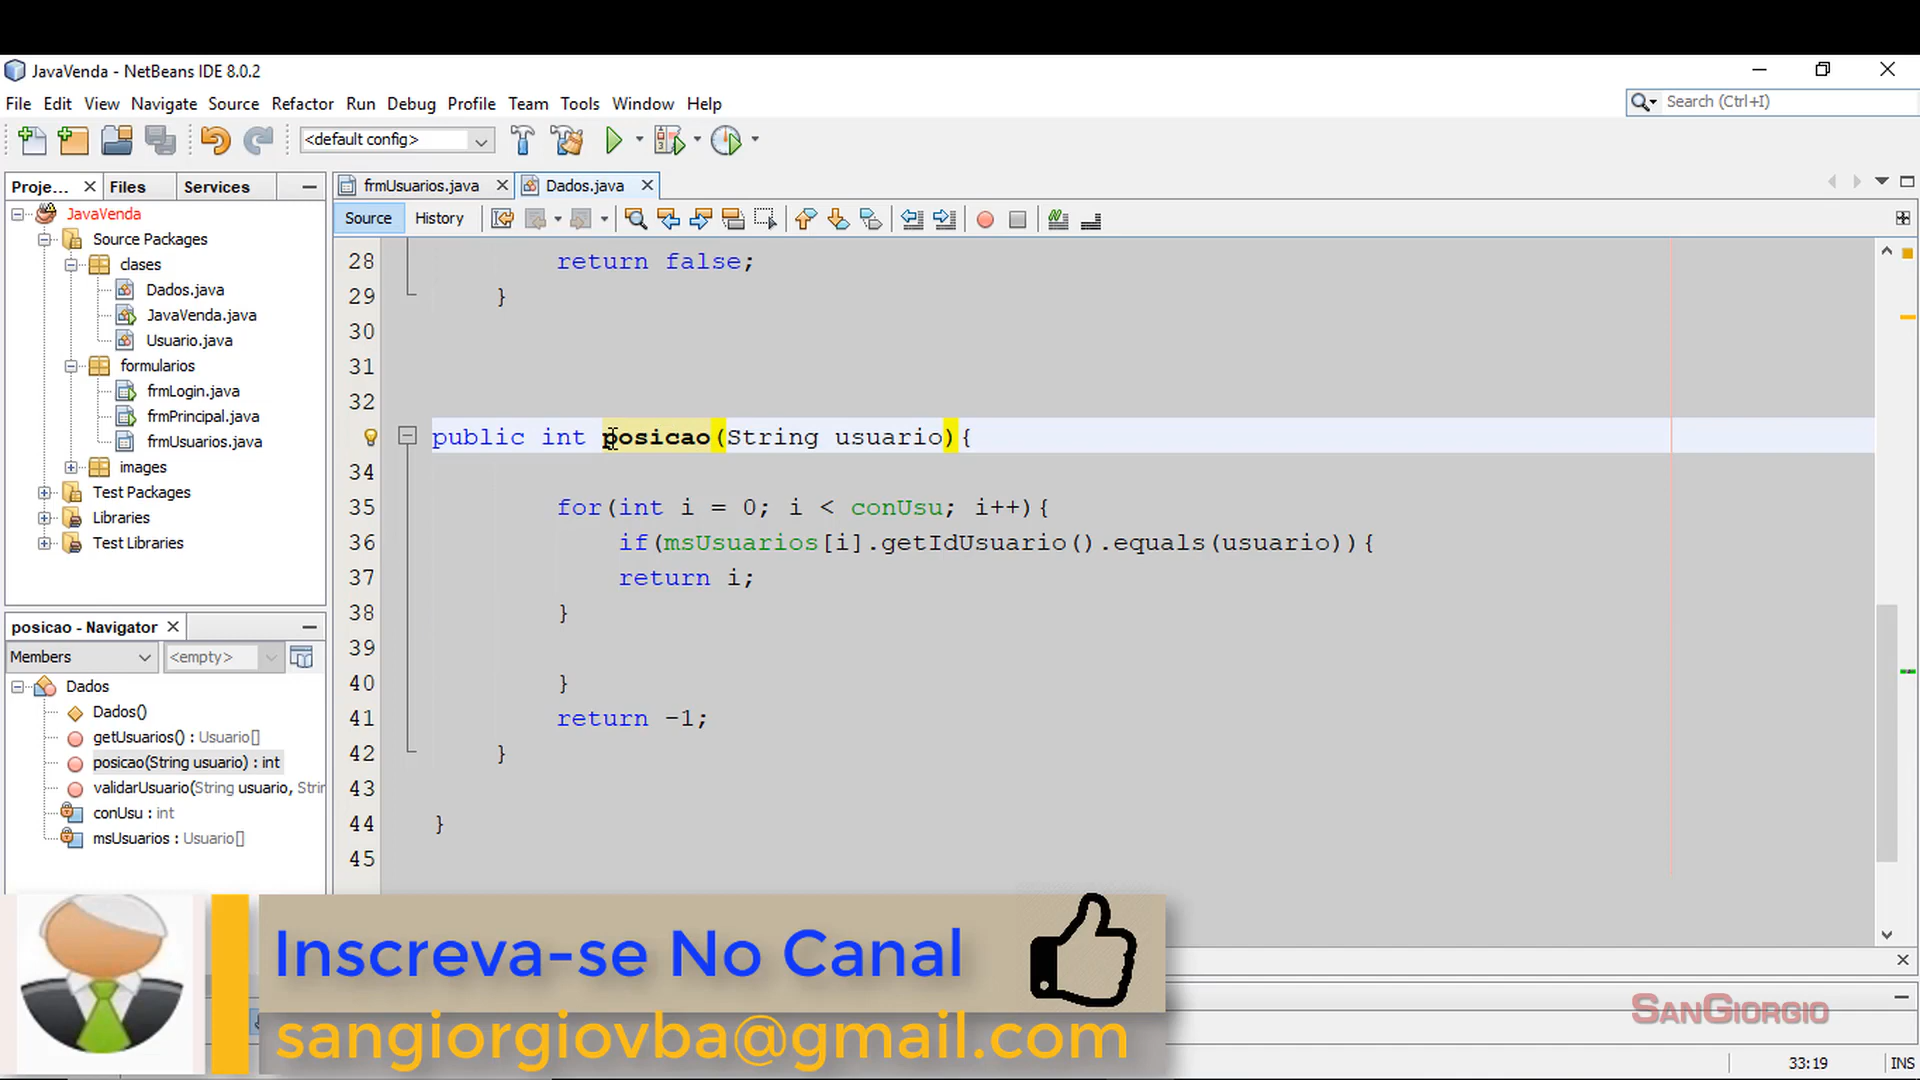 JavaVenda - NetBeans IDE 8.0.2
File Edit View Navigate Source Refactor Run Debug Profile Team Tools Window Help
Search (Ctrl+I)
<default config>
Proje... Files Services
frmUsuarios.java Dados.java
Source History
JavaVenda
Source Packages
clases
Dados.java
JavaVenda.java
Usuario.java
formularios
frmLogin.java
frmPrincipal.java
frmUsuarios.java
images
Test Packages
Libraries
Test Libraries
posicao - Navigator
Members <empty>
Dados
Dados()
getUsuarios() : Usuario[]
posicao(String usuario) : int
validarUsuario(String usuario, Strin
conUsu : int
msUsuarios : Usuario[]
28 return false;
29 }
30
31
32
public int posicao(String usuario){
34
35 for(int i = 0; i < conUsu; i++){
36 if(msUsuarios[i].getIdUsuario().equals(usuario)){
37 return i;
38 }
39
40 }
41 return -1;
42 }
43
44 }
45
Inscreva-se No Canal
sangiorgiovba@gmail.com
SanGiorgio
33:19 INS